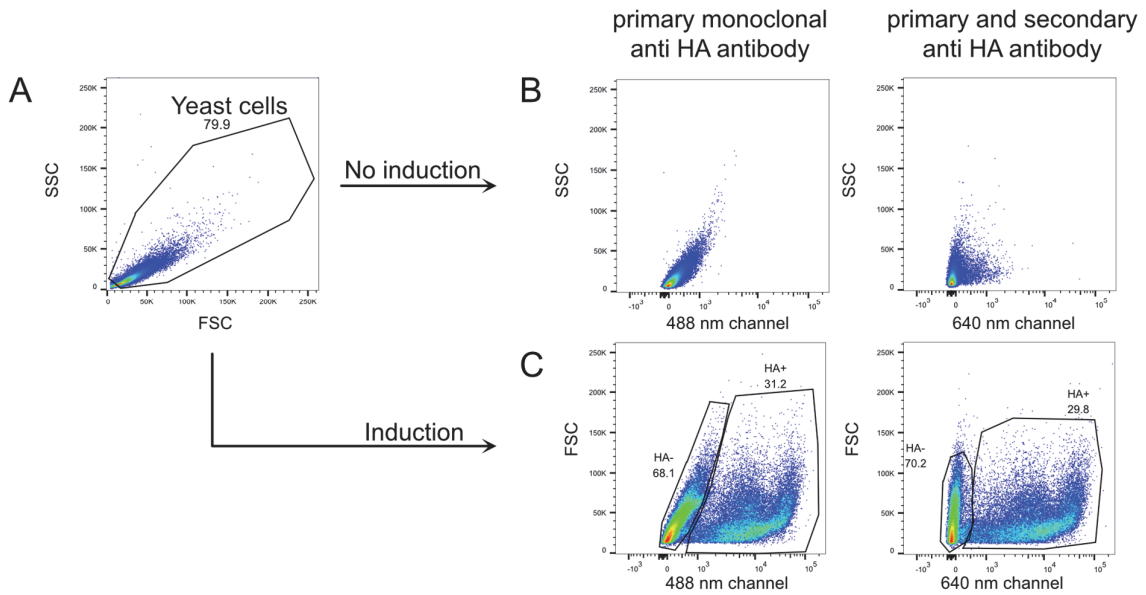 primary monoclonal
anti HA antibody
primary and secondary
anti HA antibody
A
250K
200K
150K
100K
50K
0
SSC
Yeast cells
79.9
0
50K
100K
150K
200K
250K
FSC
No induction
B
250K
200K
150K
100K
50K
0
SSC
-10³
0
10³
10⁴
10⁵
488 nm channel
250K
200K
150K
100K
50K
0
SSC
-10³
0
10³
10⁴
10⁵
640 nm channel
Induction
C
250K
200K
150K
100K
50K
0
FSC
HA+
31.2
HA-
68.1
-10³
0
10³
10⁴
10⁵
488 nm channel
250K
200K
150K
100K
50K
0
FSC
HA+
29.8
HA-
70.2
-10³
0
10³
10⁴
10⁵
640 nm channel